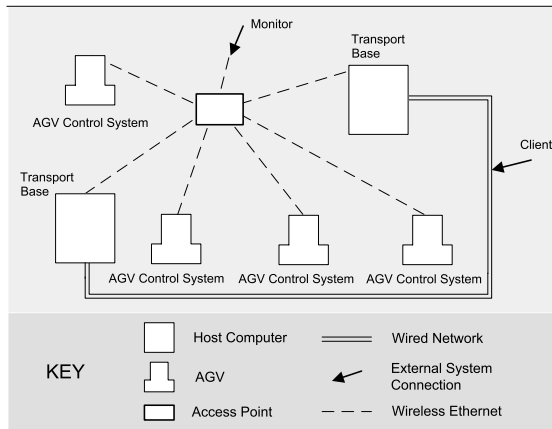 Monitor
Transport
Base
AGV Control System
Client
Transport
Base
AGV Control System
AGV Control System
AGV Control System
KEY
Host Computer
Wired Network
AGV
External System
Connection
Access Point
Wireless Ethernet